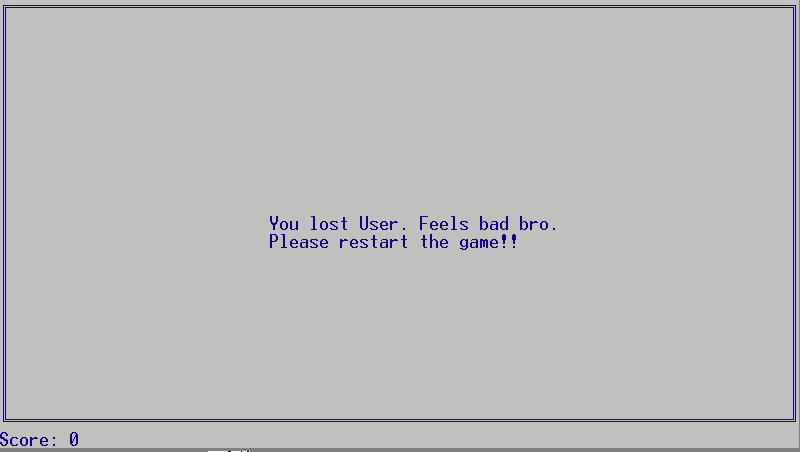 You lost User. Feels bad bro.
Please restart the game!!
Score: 0